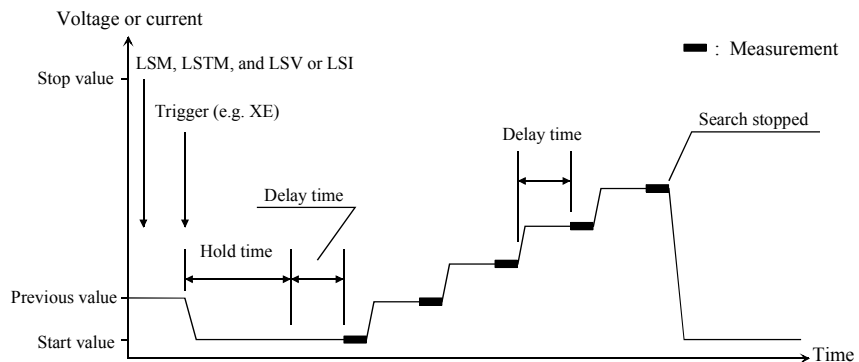 Voltage or current
LSM, LSTM, and LSV or LSI
: Measurement
Stop value
Trigger (e.g. XE)
Search stopped
Delay time
Delay time
Hold time
Previous value
Start value
Time